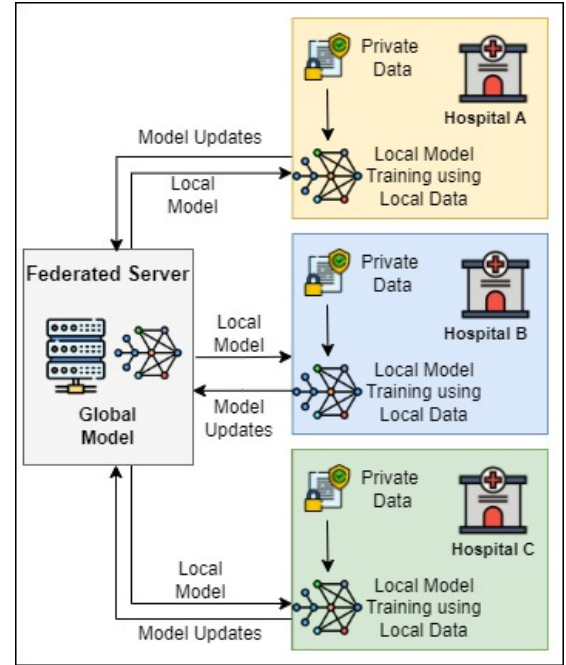 Private
Data
Hospital A
Model Updates
Local
Model
Local Model
Training using
Local Data
Federated Server
Global
Model
Private
Data
Hospital B
Local
Model
Model
Updates
Local Model
Training using
Local Data
Private
Data
Hospital C
Local
Model
Model Updates
Local Model
Training using
Local Data